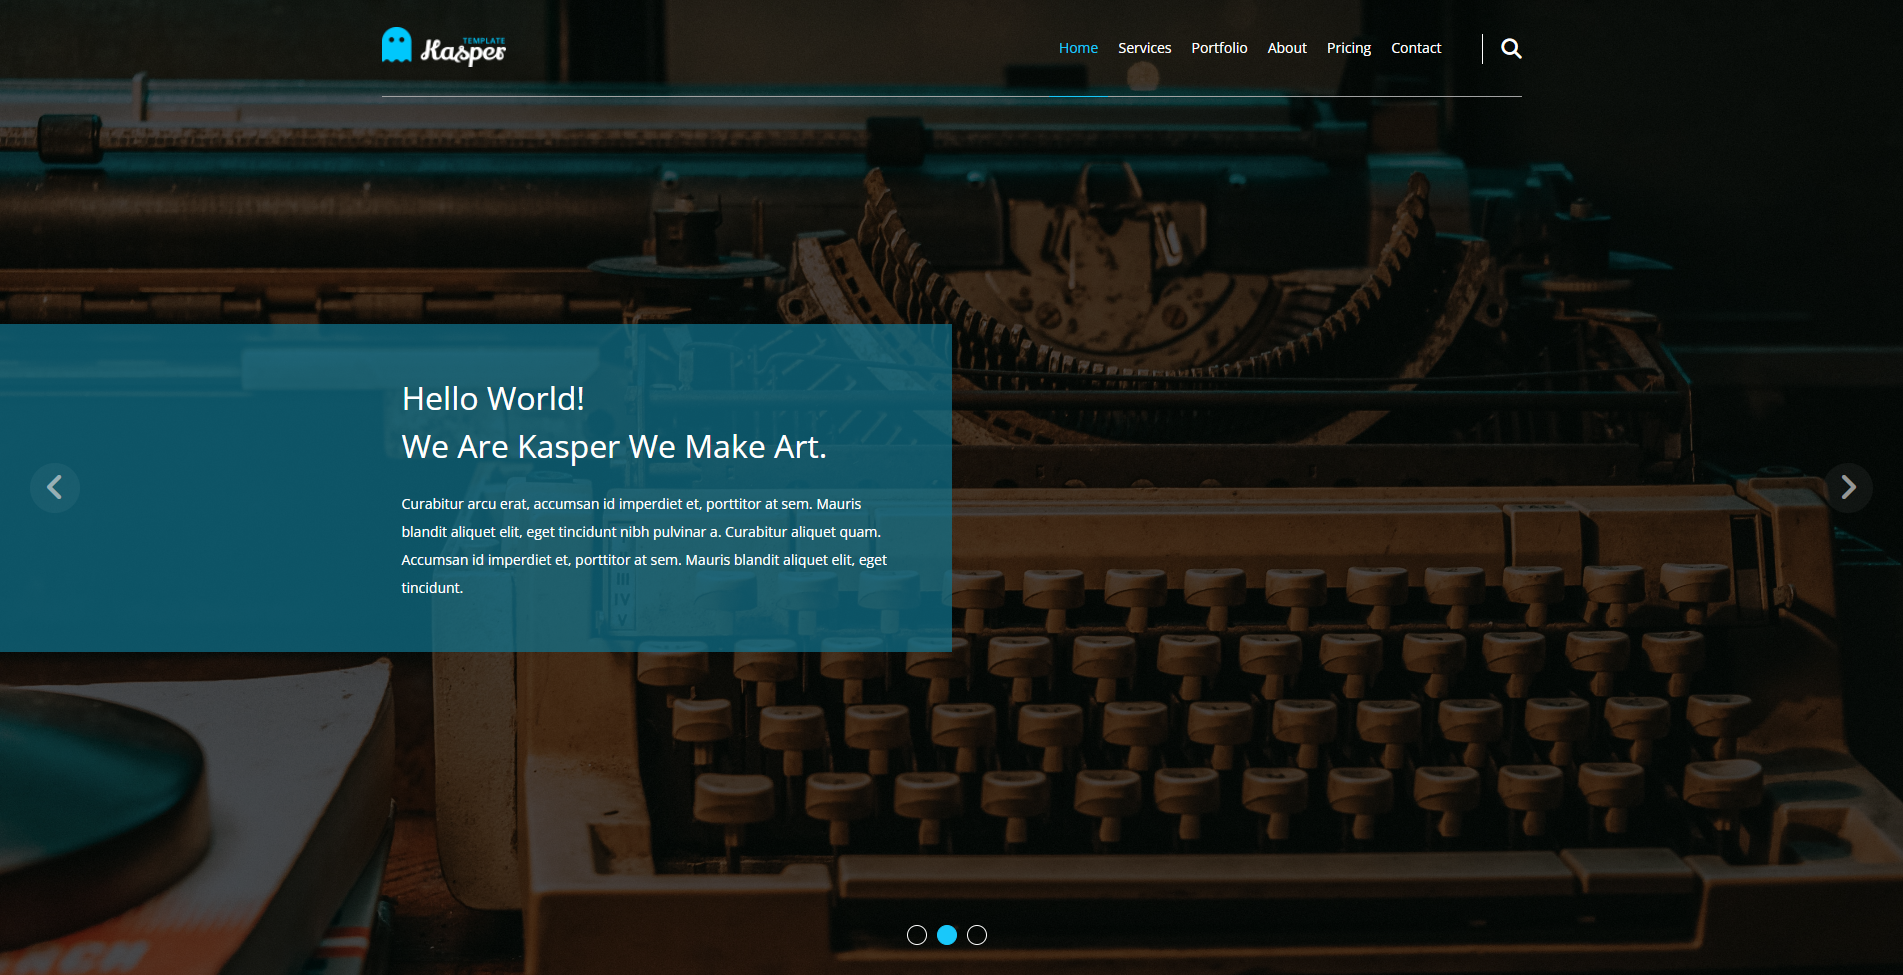 TEMPLATE
Kasper
Home Services Portfolio About Pricing Contact
Hello World!
We Are Kasper We Make Art.
Curabitur arcu erat, accumsan id imperdiet et, porttitor at sem. Mauris
blandit aliquet elit, eget tincidunt nibh pulvinar a. Curabitur aliquet quam.
Accumsan id imperdiet et, porttitor at sem. Mauris blandit aliquet elit, eget
tincidunt.
III
IV
V